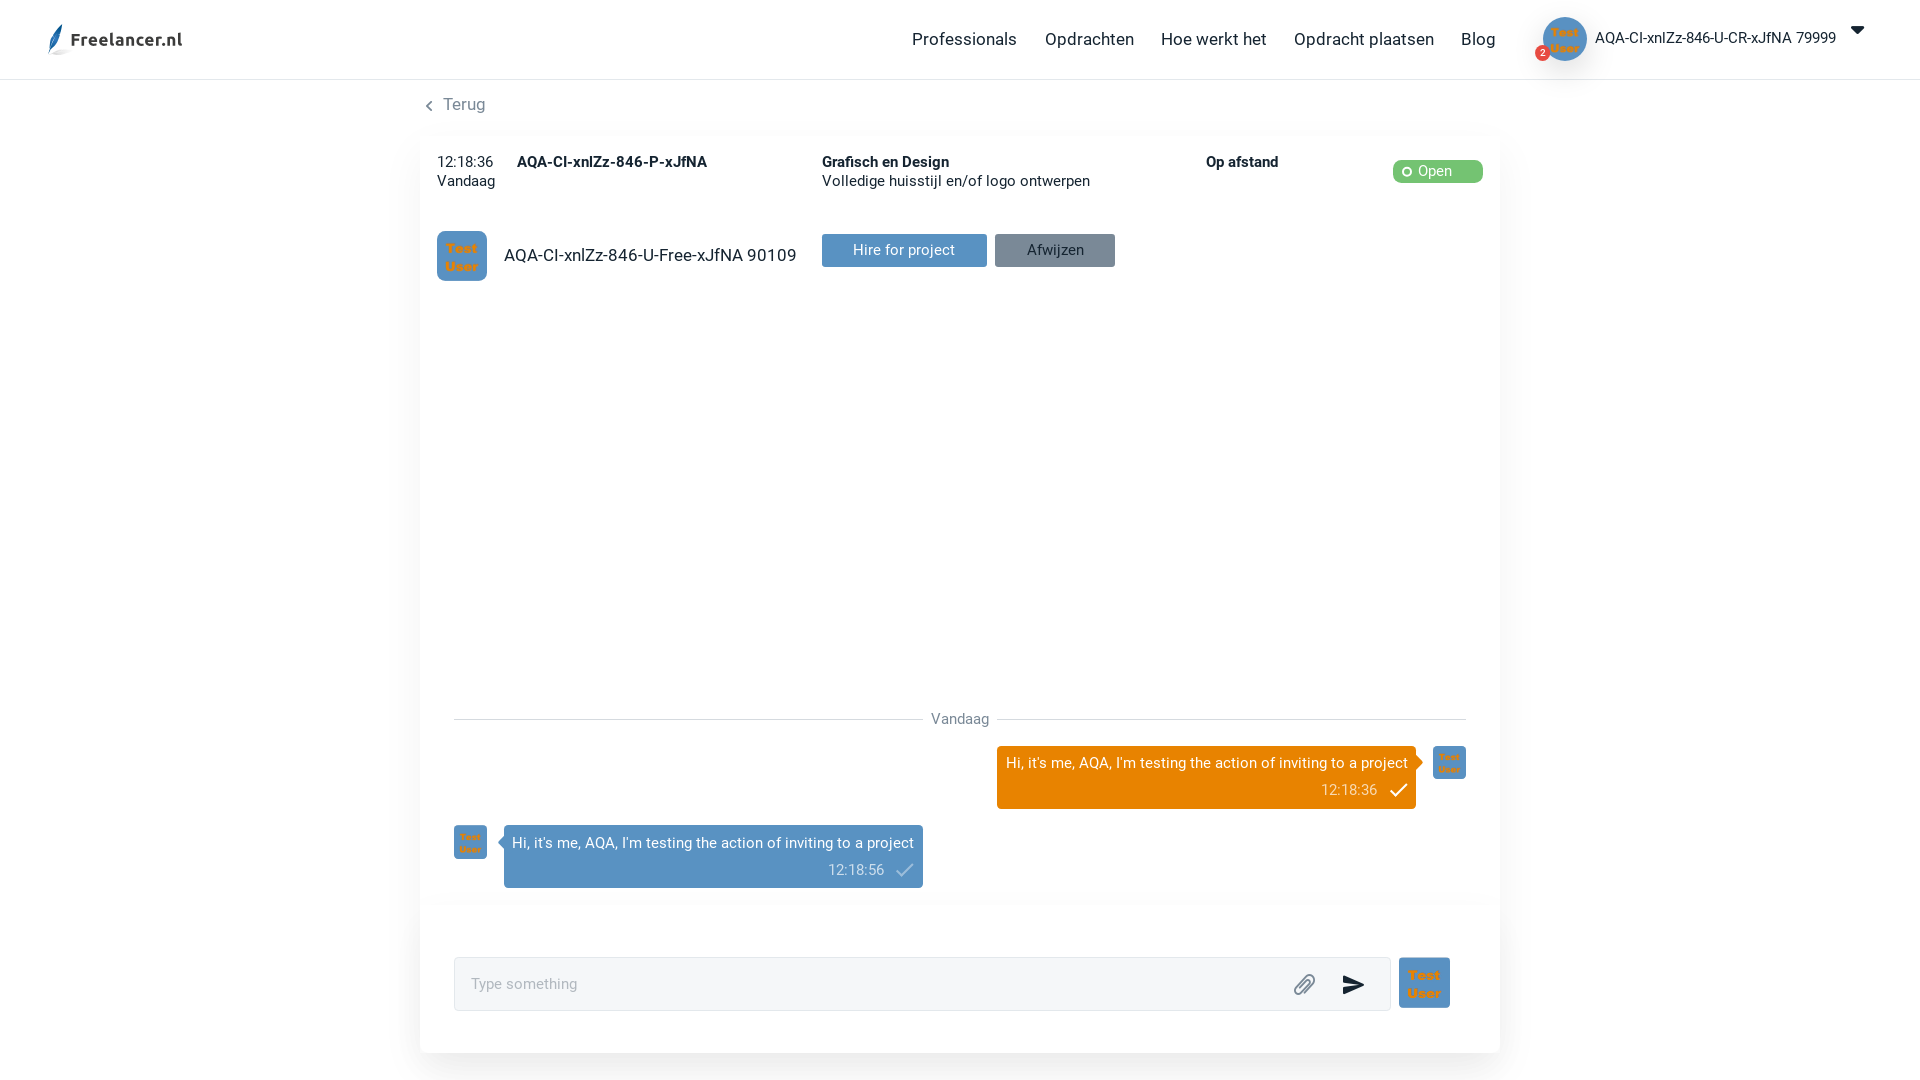 Freelancer.nl
Professionals
Opdrachten
Hoe werkt het
Opdracht plaatsen
Blog
Test
User
2
AQA-CI-xnlZz-846-U-CR-xJfNA 79999
Terug
12:18:36
Vandaag
AQA-CI-xnlZz-846-P-xJfNA
Grafisch en Design
Volledige huisstijl en/of logo ontwerpen
Op afstand
Open
Test
User
AQA-CI-xnlZz-846-U-Free-xJfNA 90109
Hire for project
Afwijzen
Vandaag
Hi, it's me, AQA, I'm testing the action of inviting to a project
12:18:36
Test
User
Test
User
Hi, it's me, AQA, I'm testing the action of inviting to a project
12:18:56
Type something
Test
User